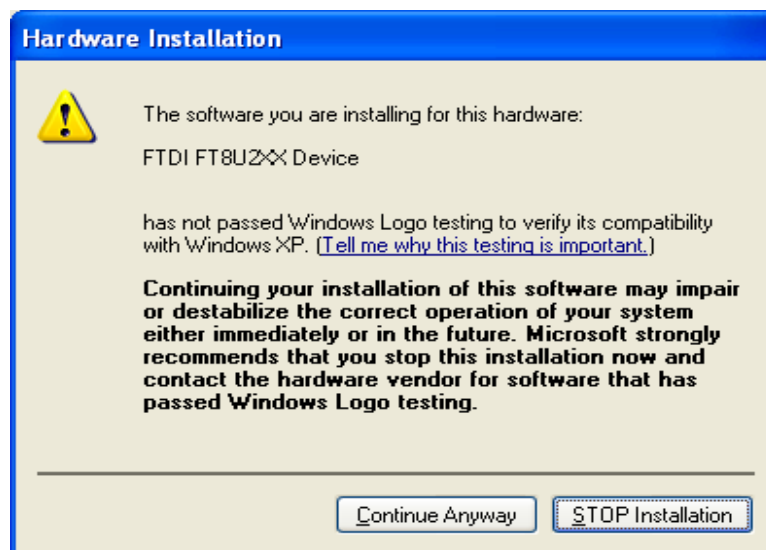 Hardware Installation
The software you are installing for this hardware:
FTDI FT8U2XX Device
has not passed Windows Logo testing to verify its compatibility
with Windows XP. (Tell me why this testing is important.)
Continuing your installation of this software may impair
or destabilize the correct operation of your system
either immediately or in the future. Microsoft strongly
recommends that you stop this installation now and
contact the hardware vendor for software that has
passed Windows Logo testing.
Continue Anyway
STOP Installation